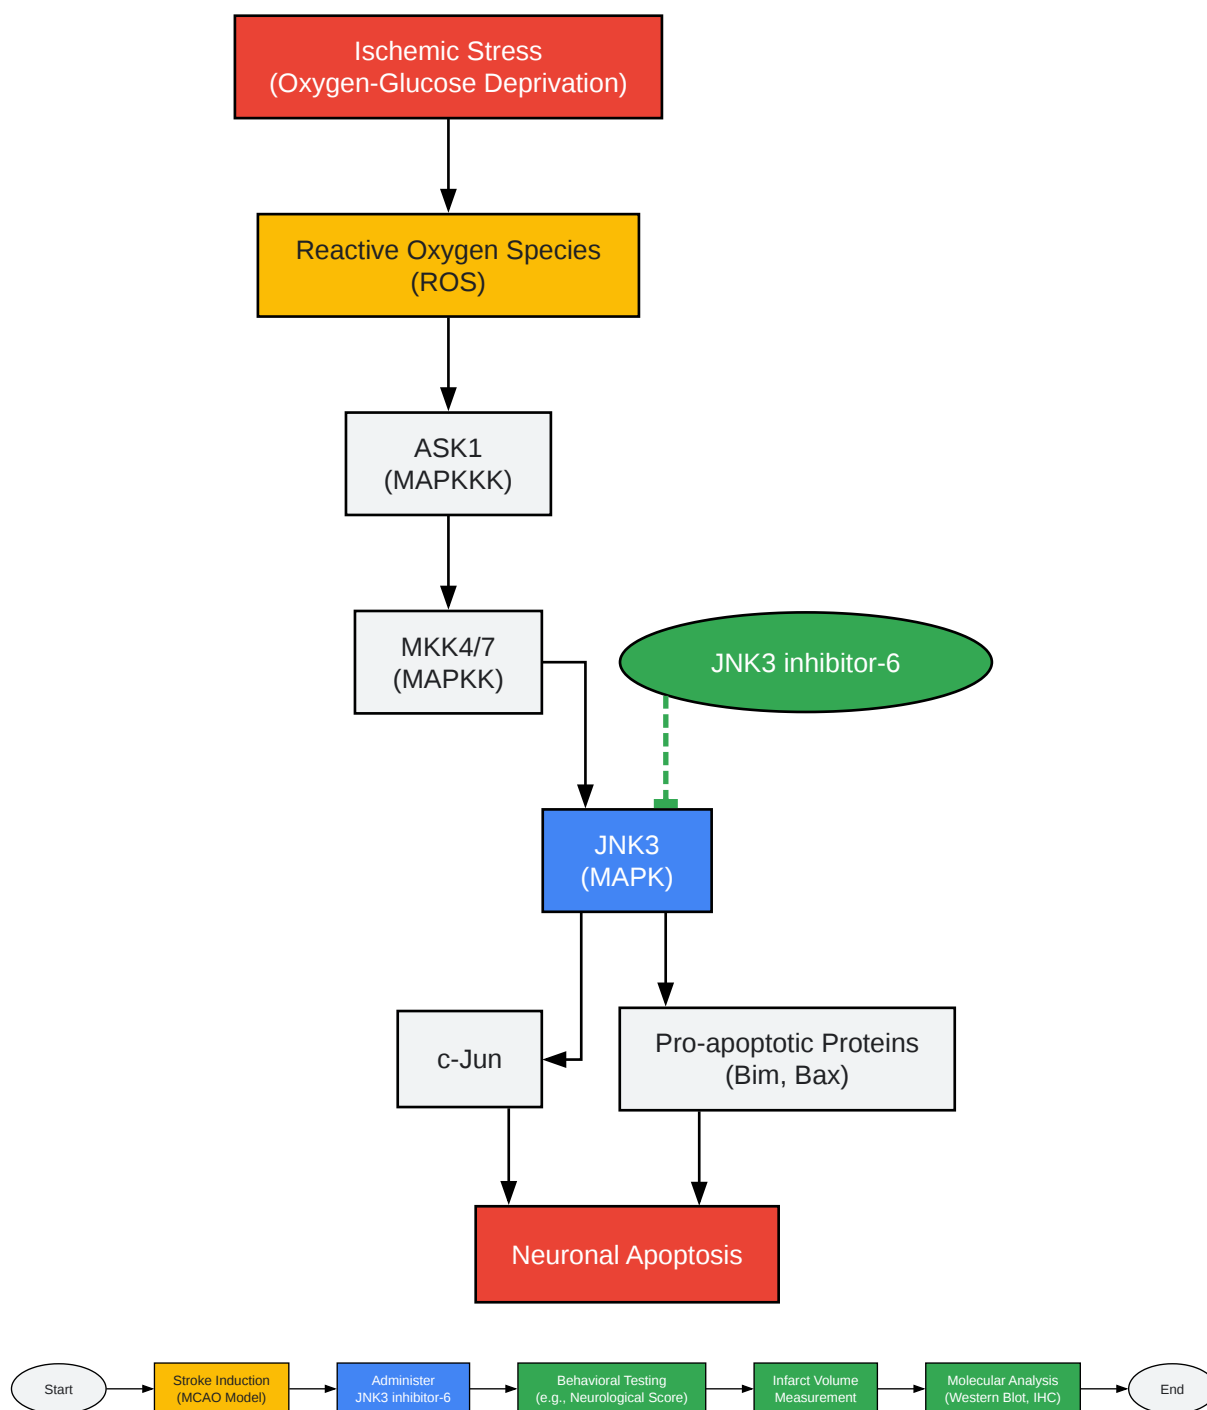 Ischemic Stress
(Oxygen-Glucose Deprivation)
Reactive Oxygen Species
(ROS)
ASK1
(MAPKKK)
MKK4/7
(MAPKK)
JNK3 inhibitor-6
JNK3
(MAPK)
c-Jun
Pro-apoptotic Proteins
(Bim, Bax)
Neuronal Apoptosis
Start
Stroke Induction
(MCAO Model)
Administer
JNK3 inhibitor-6
Behavioral Testing
(e.g., Neurological Score)
Infarct Volume
Measurement
Molecular Analysis
(Western Blot, IHC)
End